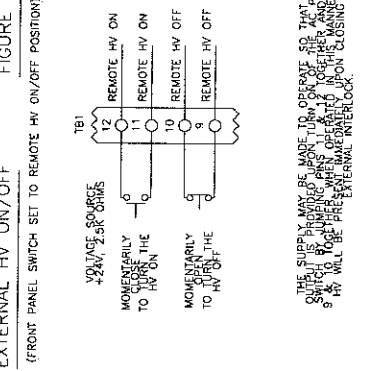 EXTERNAL HV ON/OFF
FIGURE
(FRONT PANEL SWITCH SET TO REMOTE HV ON/OFF POSITION)
TB1
VOLTAGE SOURCE
+24V, 2.5K OHMS
12 REMOTE HV ON
11 REMOTE HV ON
10 REMOTE HV OFF
9 REMOTE HV OFF
MOMENTARILY
CLOSE
TO TURN THE
HV ON
MOMENTARILY
OPEN
TO TURN THE
HV OFF
THE SUPPLY MAY BE MADE TO OPERATE SO THAT
OUTPUT IS PROVIDED UPON TURN ON OF THE AC
SWITCH BY JUMPING PINS 11 & 12 TOGETHER AND
9 & 10 TOGETHER. WHEN OPERATED IN THIS
HV WILL BE PRESENT IMMEDIATELY UPON CLOSING
EXTERNAL INTERLOCK.